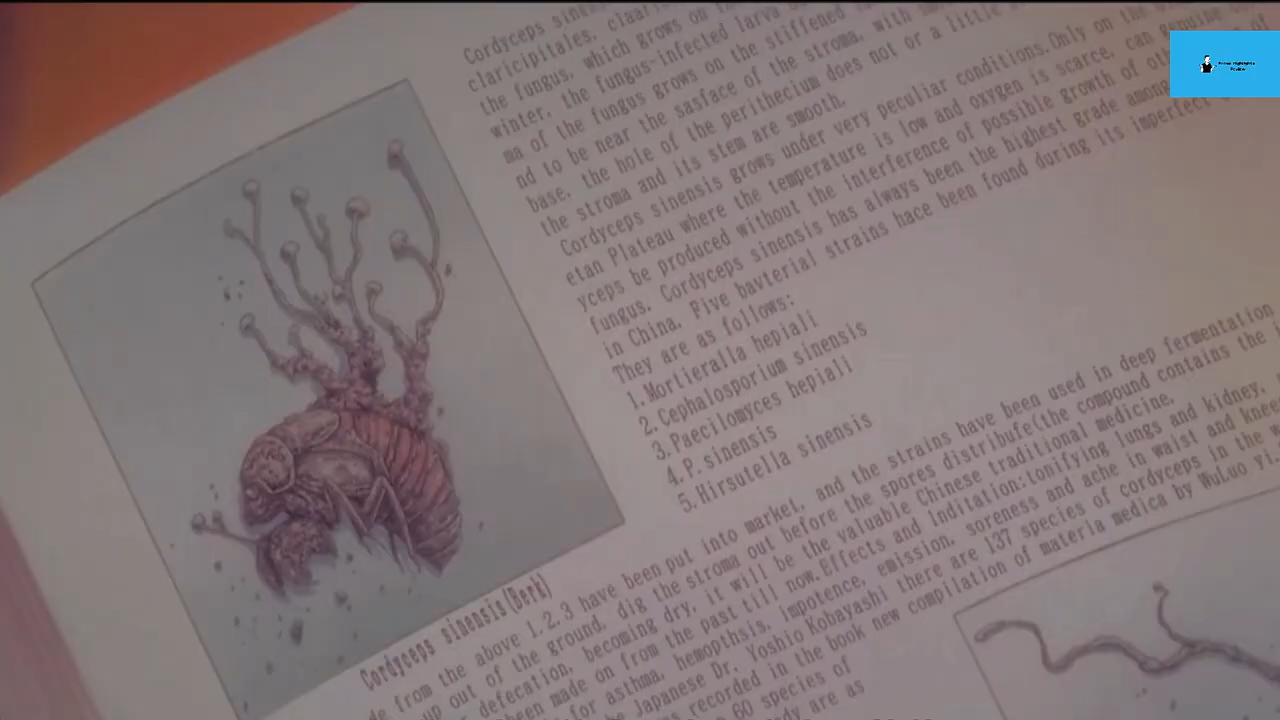 Cordyceps
claricipitales.
the fungus, which grows on
winter, the fungus-infected larva
ma of the fungus grows on the stiffened
nd to be near the sasface of the stroma, with
base, the hole of the perithecium does not or a little
the stroma and its stem are smooth.
Cordyceps sinensis grows under very peculiar conditions.Only on the
etan Plateau where the temperature is low and oxygen is scarce, can genuine
yceps be produced without the interference of possible growth of
fungus. Cordyceps sinensis has always been the highest grade among
in China. Five bavterial strains hace been found during its imperfect
They are as follows:
1.Mortieralla hepiali
2.Cephalosporium sinensis
3.Paecilomyces hepiali
4.P.sinensis
5.Hirsutella sinensis
Cordyceps sinensis(Berk)
de from the above 1.2.3 have been put into market, and the strains have been used in deep fermentation
up out of the ground, dig the stroma out before the spores distribufe(the compound contains the
defecation, becoming dry, it will be the valuable Chinese traditional medicine.
been made on from the past till now.Effects and Inditation:tonifying lungs and kidney,
for asthma, hemopthsis, impotence, emission, soreness and ache in waist and knee
Japanese Dr. Yoshio Kobayashi there are 137 species of cordyceps in the
recorded in the book new compilation of materia medica by WuLuo yi.
60 species of
are as